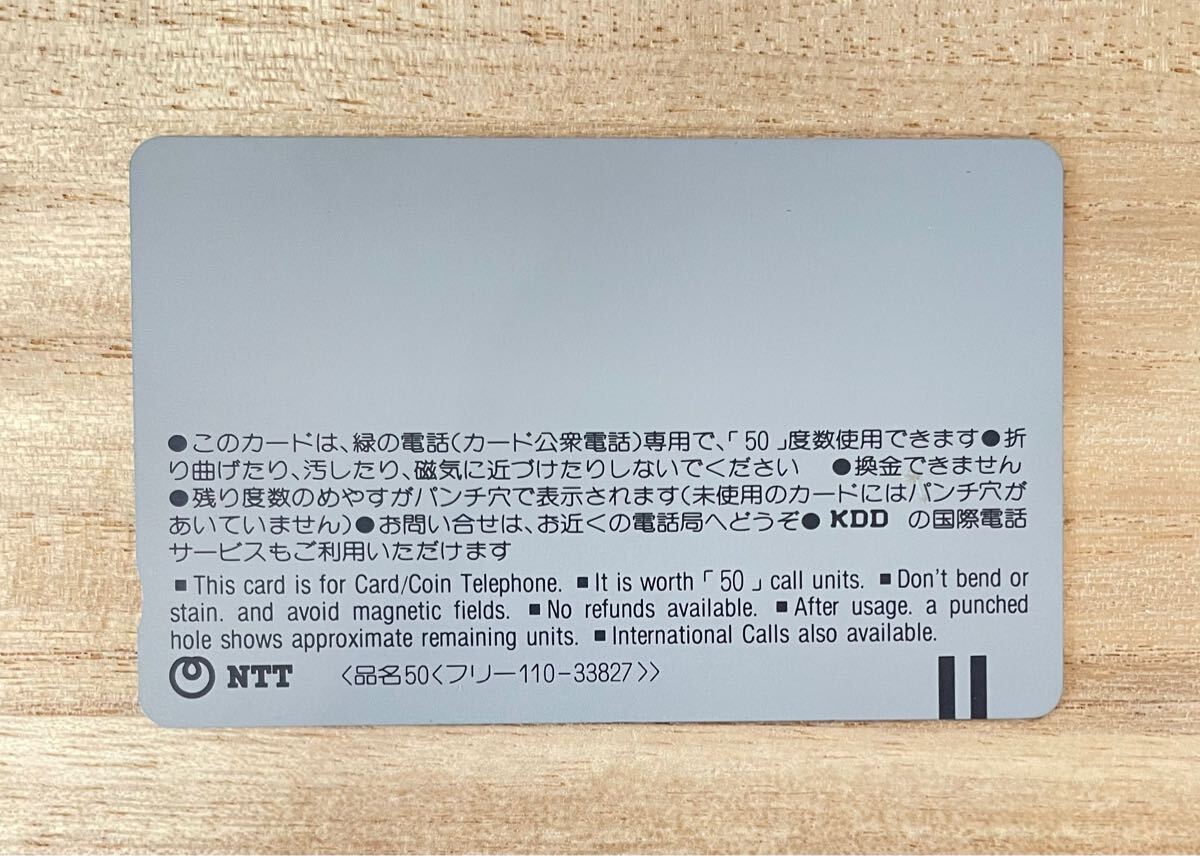 ●このカードは、緑の電話(カード公衆電話)専用で、「50」度数使用できます●折
り曲げたり、汚したり、磁気に近づけたりしないでください ●換金できません
●残り度数のめやすがパンチ穴で表示されます(未使用のカードにはパンチ穴が
あいていません)●お問い合せは、お近くの電話局へどうぞ● KDD の国際電話
サービスもご利用いただけます
■This card is for Card/Coin Telephone. ■It is worth「50」call units. ■Don't bend or
stain. and avoid magnetic fields. ■No refunds available. ■After usage. a punched
hole shows approximate remaining units. ■International Calls also available.
NTT 〈品名50〈フリー110-33827〉〉